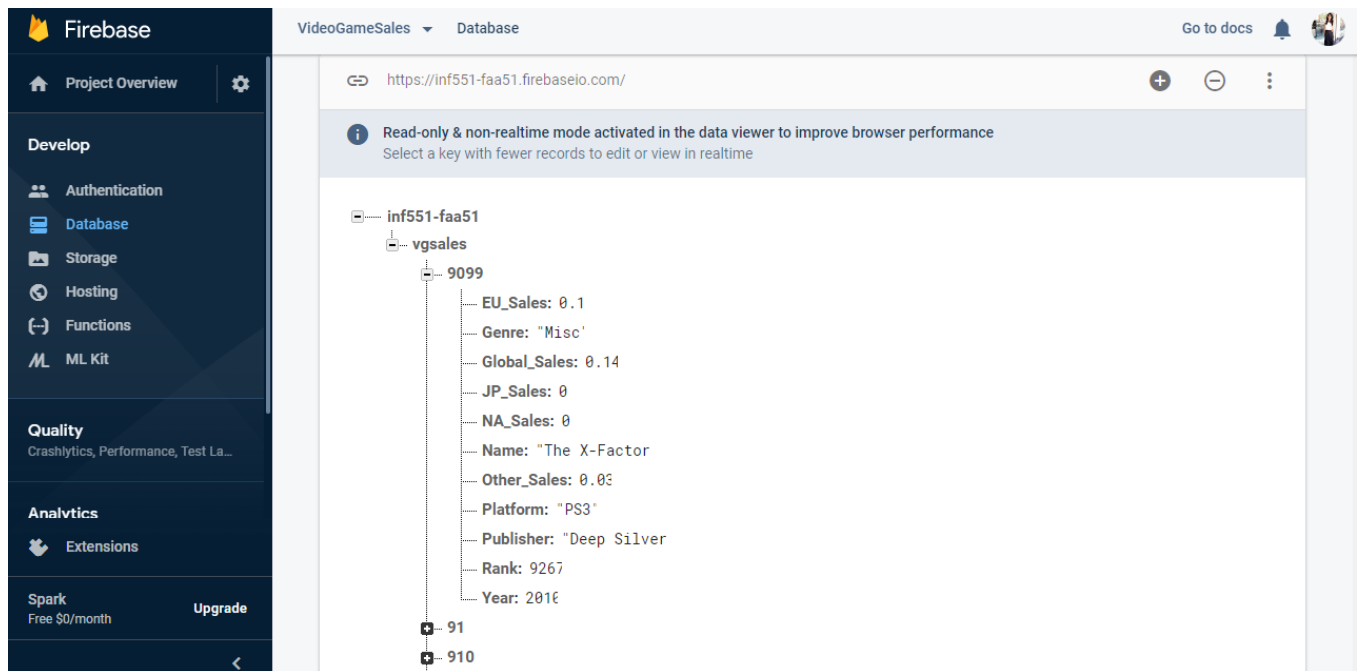 Firebase
VideoGameSales Database Go to docs
Project Overview
https://inf551-faa51.firebaseio.com/
Develop
Read-only & non-realtime mode activated in the data viewer to improve browser performance
Select a key with fewer records to edit or view in realtime
Authentication
Database
Storage
Hosting
Functions
ML Kit
Quality
Crashlytics, Performance, Test La...
Analytics
Extensions
Spark
Free $0/month
Upgrade
inf551-faa51
vgsales
9099
EU_Sales: 0.1
Genre: "Misc'
Global_Sales: 0.14
JP_Sales: 0
NA_Sales: 0
Name: "The X-Factor
Other_Sales: 0.03
Platform: "PS3"
Publisher: "Deep Silver
Rank: 9267
Year:
91
910